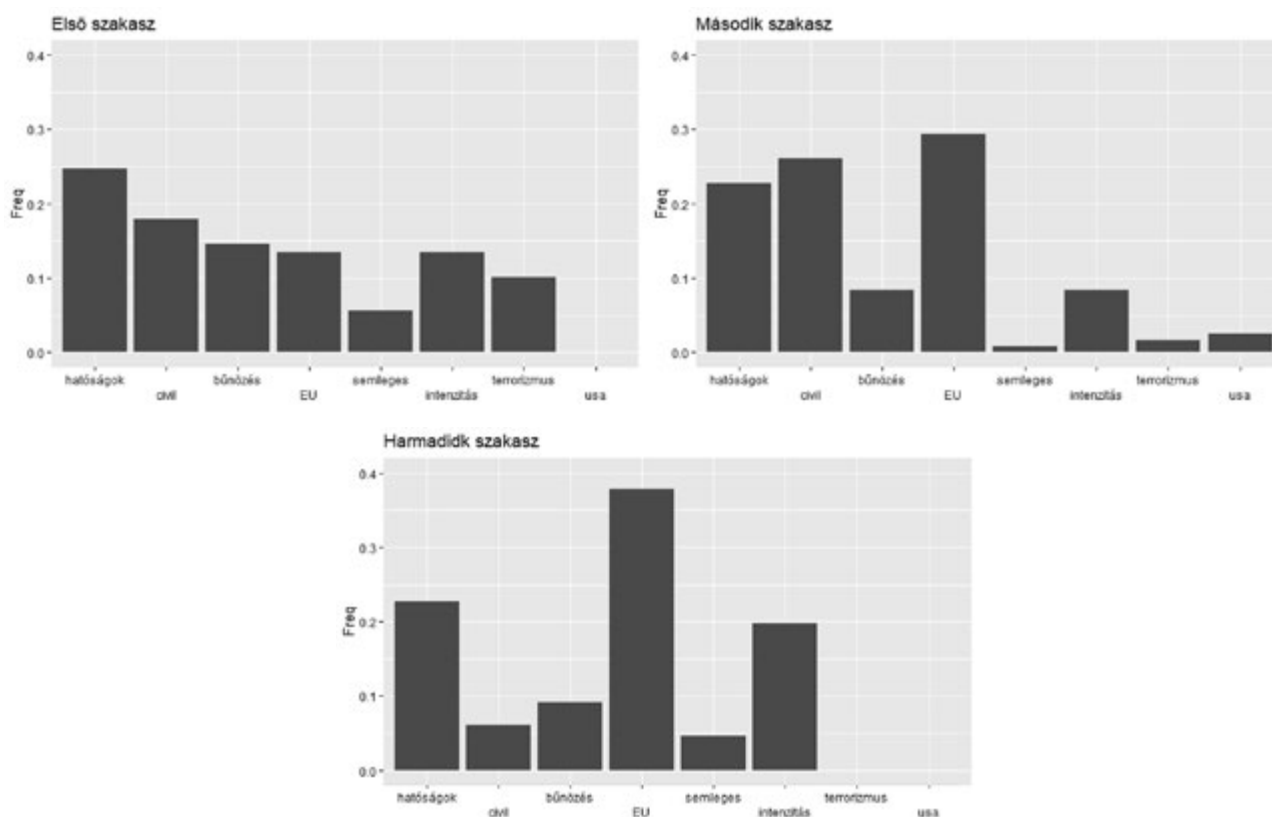 Első szakasz
0.4
0.3
0.2
0.1
0.0
Freq
hatóságok
civil
bűnözés
EU
semleges
intenzitás
terrorizmus
usa
Második szakasz
0.4
0.3
0.2
0.1
0.0
Freq
hatóságok
civil
bűnözés
EU
semleges
intenzitás
terrorizmus
usa
Harmadidk szakasz
0.4
0.3
0.2
0.1
0.0
Freq
hatóságok
civil
bűnözés
EU
semleges
intenzitás
terrorizmus
usa